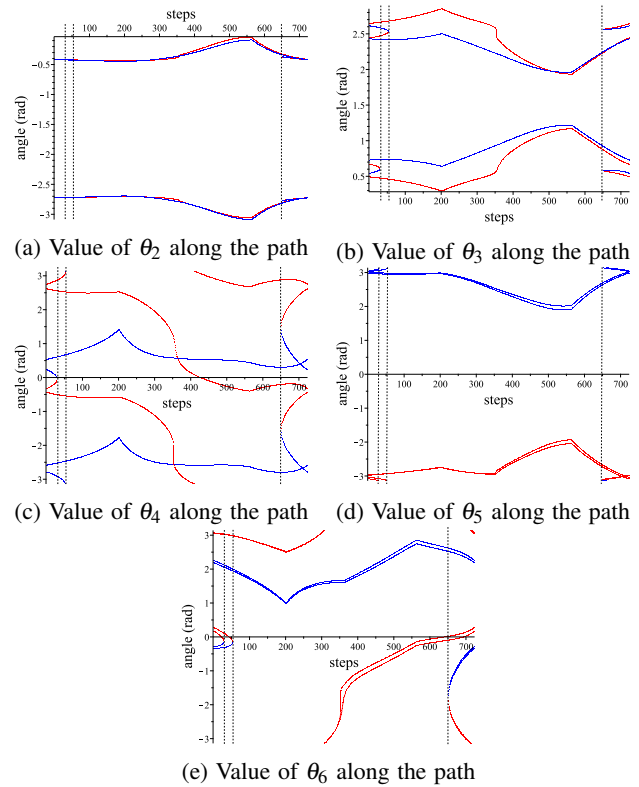 steps
100 200 300 400 500 600 700
−0.5
−1
−1.5
−2
−2.5
−3
angle (rad)
(a) Value of θ2 along the path
2.5
2
1.5
1
0.5
angle (rad)
100 200 300 400 500 600 700
steps
(b) Value of θ3 along the path
3
2
1
0
−1
−2
−3
angle (rad)
100 200 300 400 500 600 700
steps
(c) Value of θ4 along the path
3
2
1
0
−1
−2
−3
angle (rad)
100 200 300 400 500 600 700
steps
(d) Value of θ5 along the path
3
2
1
0
−1
−2
−3
angle (rad)
100 200 300 400 500 600 700
steps
(e) Value of θ6 along the path